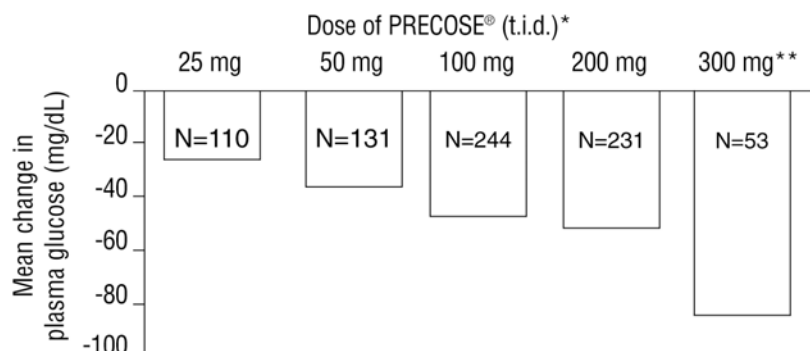 Dose of PRECOSE® (t.i.d.)*
25 mg 50 mg 100 mg 200 mg 300 mg**
Mean change in
plasma glucose (mg/dL)
0
-20
-40
-60
-80
-100
N=110 N=131 N=244 N=231 N=53